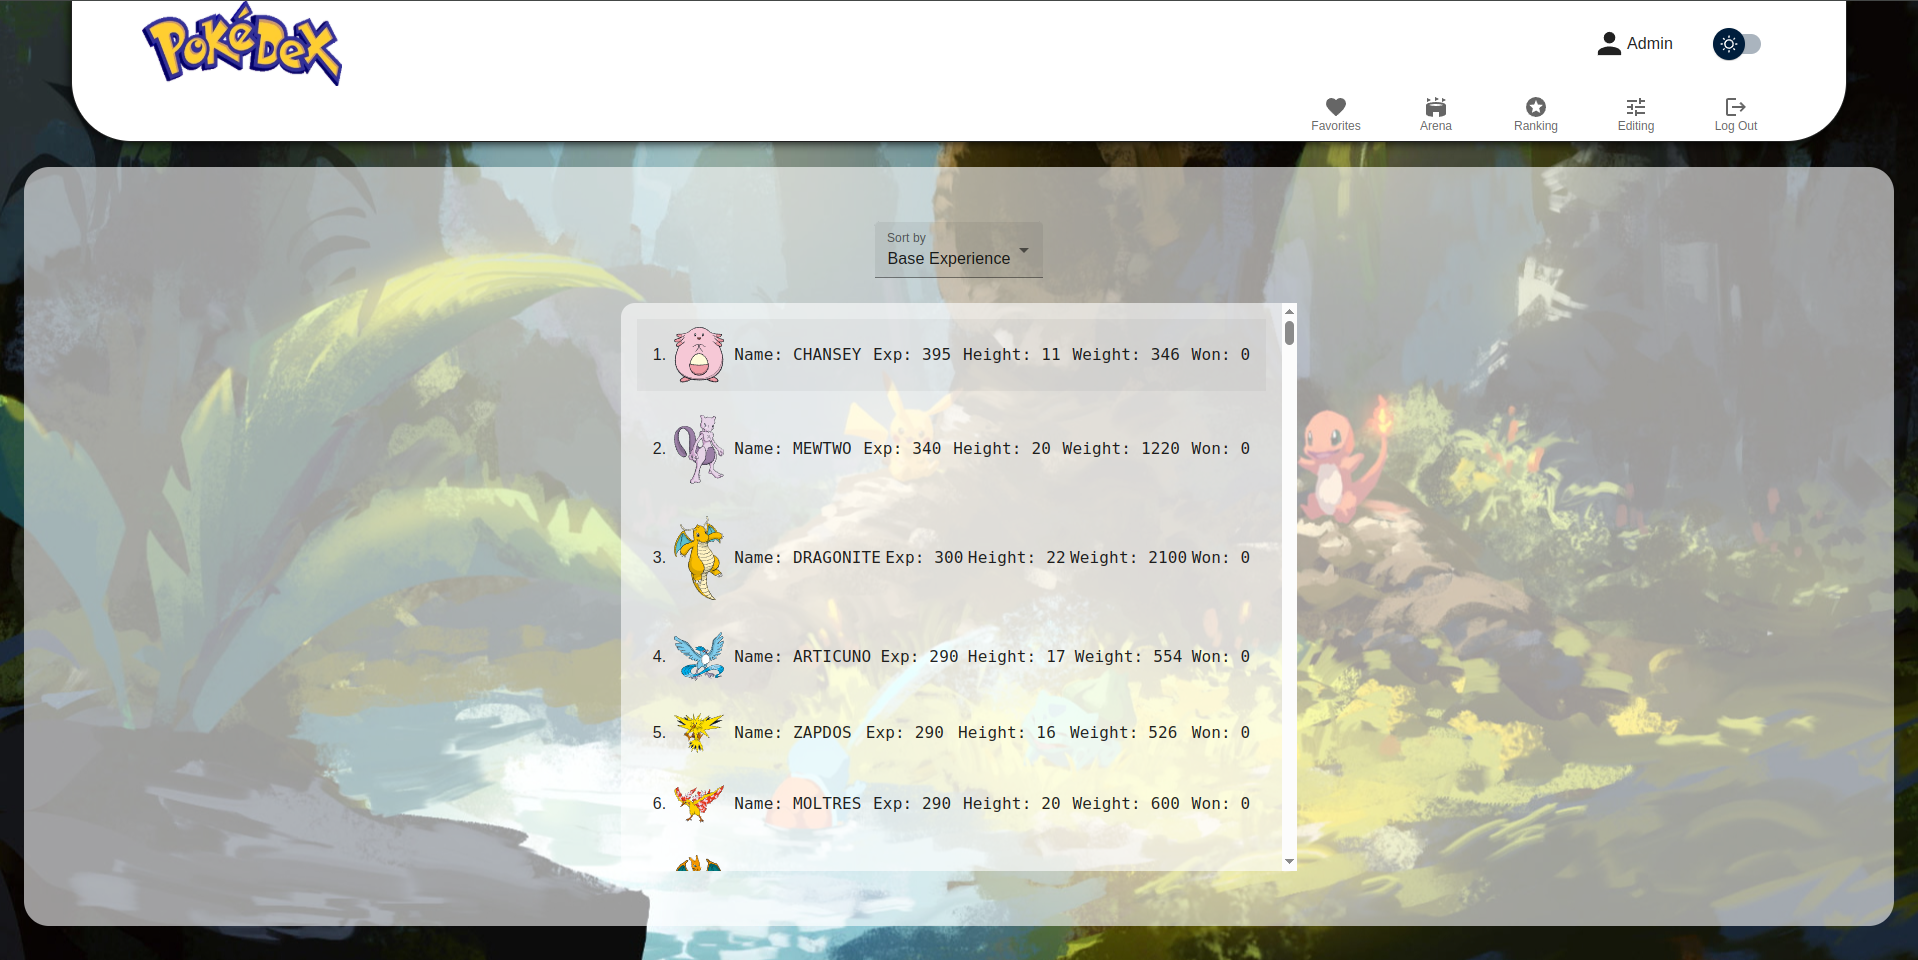 PokéDex
Admin
Favorites Arena Ranking Editing Log Out
Sort by
Base Experience
1. Name: CHANSEY Exp: 395 Height: 11 Weight: 346 Won: 0
2. Name: MEWTWO Exp: 340 Height: 20 Weight: 1220 Won: 0
3. Name: DRAGONITE Exp: 300 Height: 22 Weight: 2100 Won: 0
4. Name: ARTICUNO Exp: 290 Height: 17 Weight: 554 Won: 0
5. Name: ZAPDOS Exp: 290 Height: 16 Weight: 526 Won: 0
6. Name: MOLTRES Exp: 290 Height: 20 Weight: 600 Won: 0